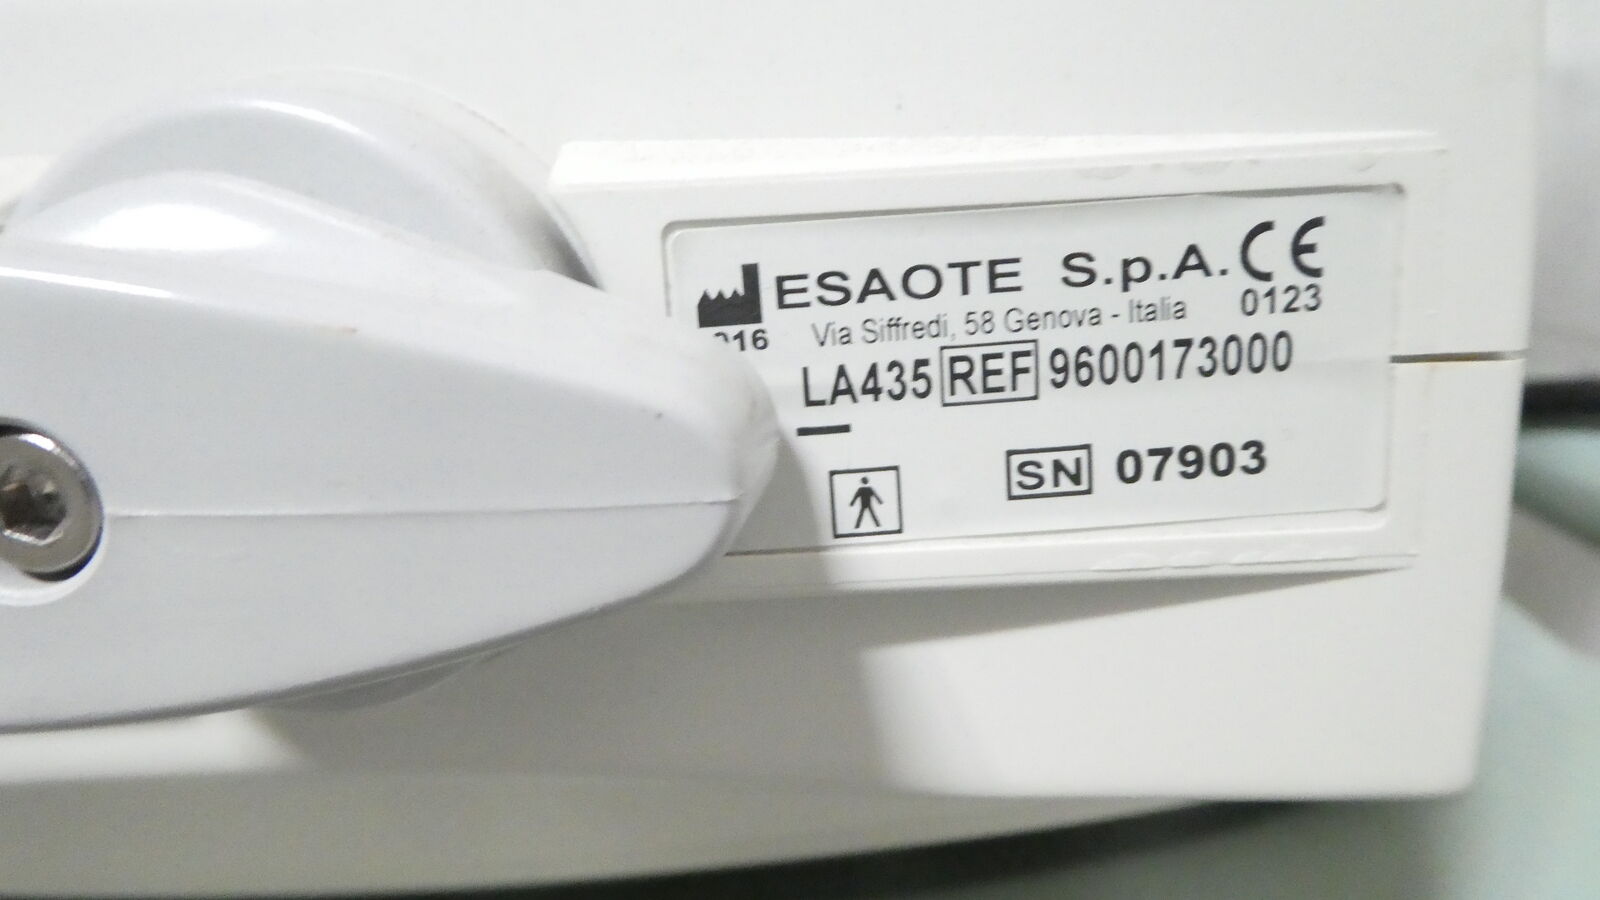 ESAOTE S.p.A. CE
Via Siffredi, 58 Genova - Italia 0123
LA435 REF 9600173000
SN 07903